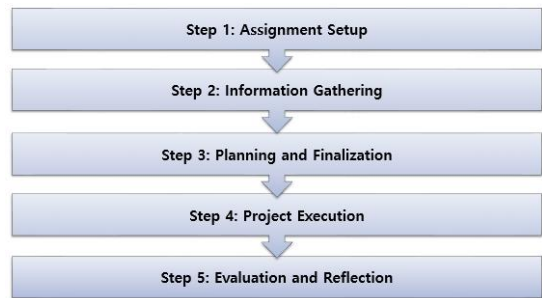 Step 1: Assignment Setup
Step 2: Information Gathering
Step 3: Planning and Finalization
Step 4: Project Execution
Step 5: Evaluation and Reflection